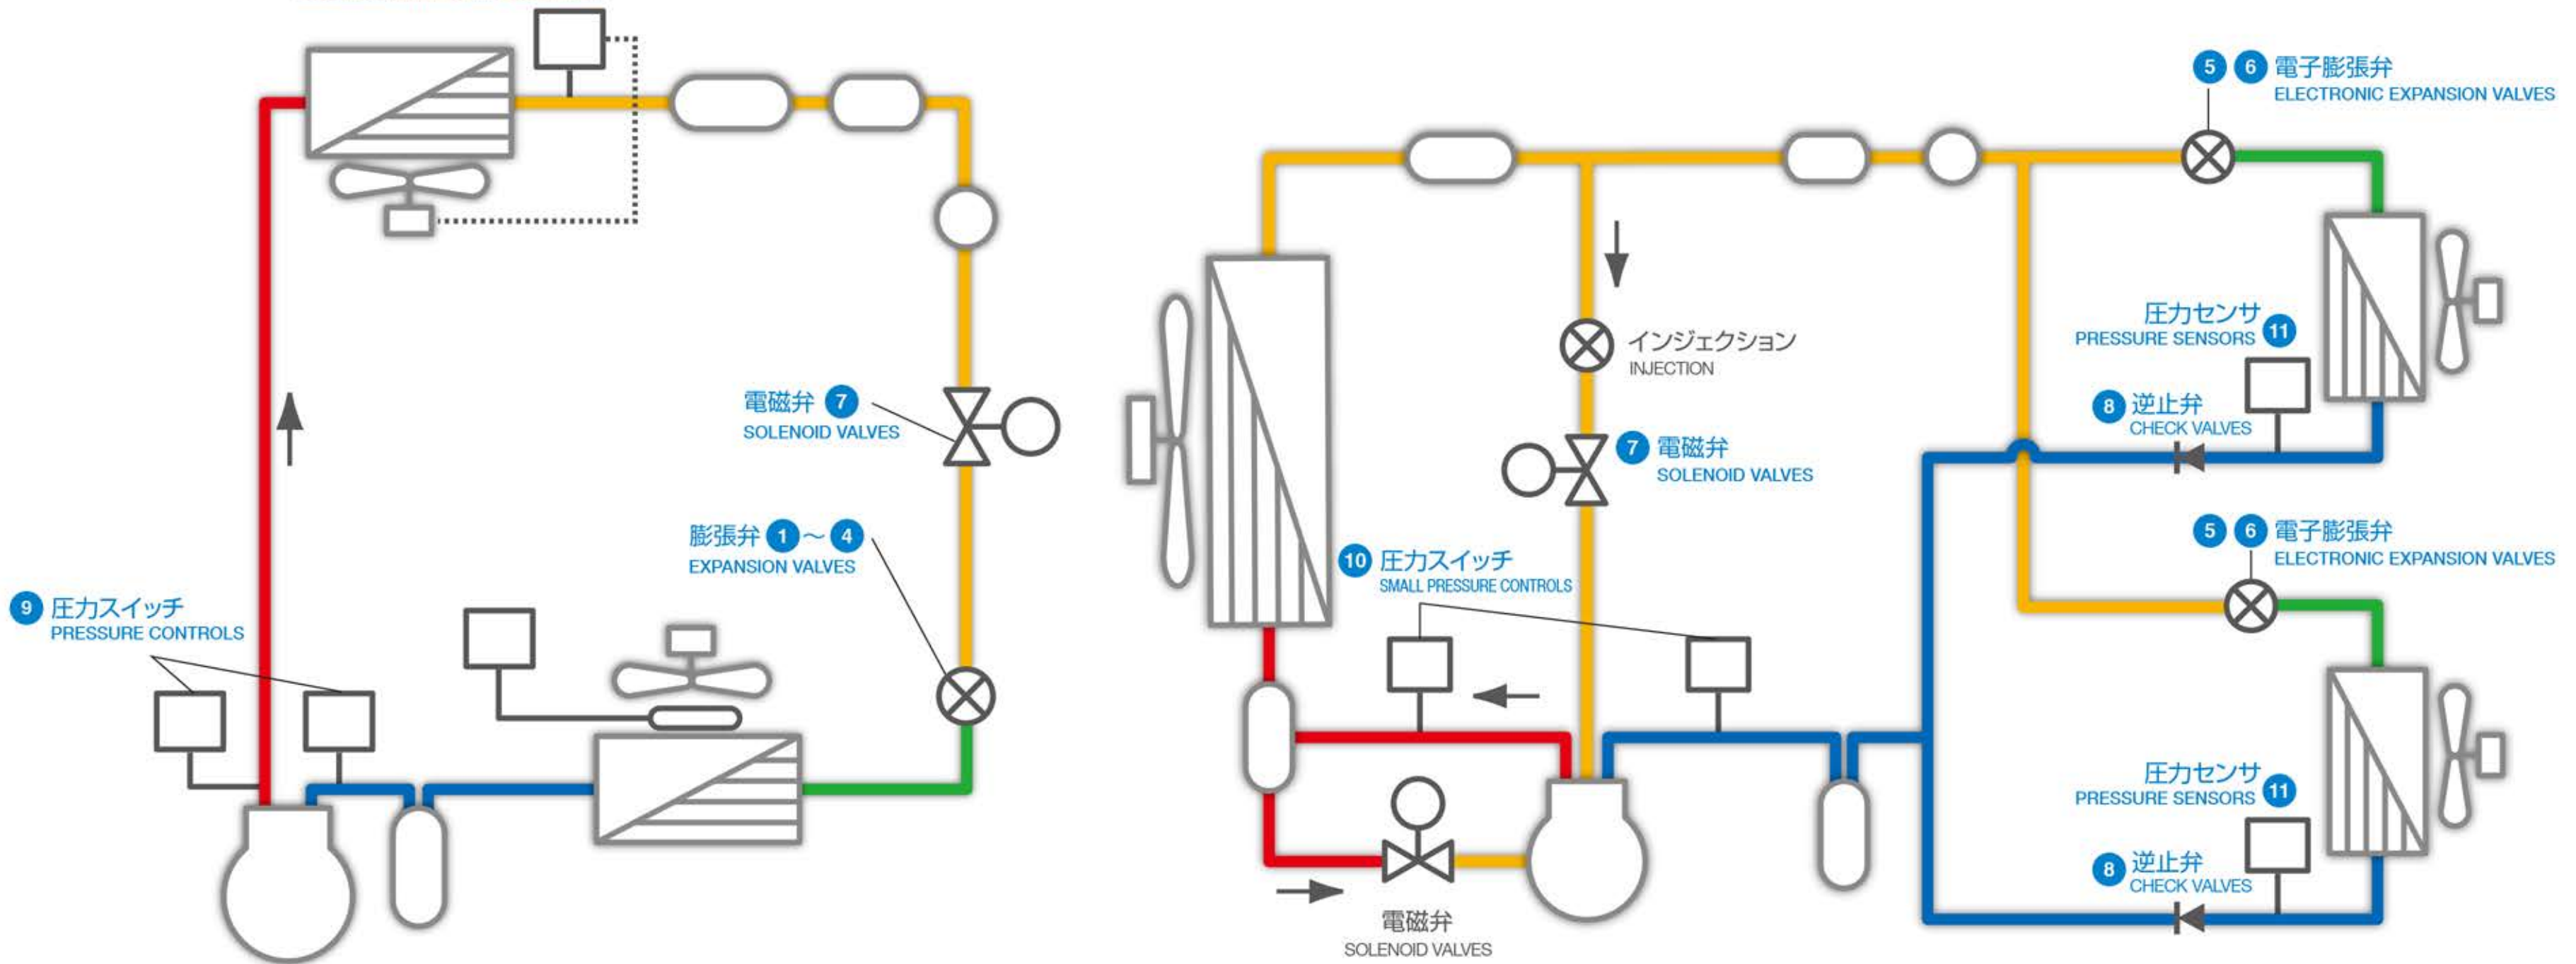 電磁弁 7
SOLENOID VALVES
膨張弁 1～4
EXPANSION VALVES
9 圧力スイッチ
PRESSURE CONTROLS
5 6 電子膨張弁
ELECTRONIC EXPANSION VALVES
インジェクション
INJECTION
7 電磁弁
SOLENOID VALVES
10 圧力スイッチ
SMALL PRESSURE CONTROLS
圧力センサ 11
PRESSURE SENSORS
8 逆止弁
CHECK VALVES
5 6 電子膨張弁
ELECTRONIC EXPANSION VALVES
圧力センサ 11
PRESSURE SENSORS
8 逆止弁
CHECK VALVES
電磁弁
SOLENOID VALVES